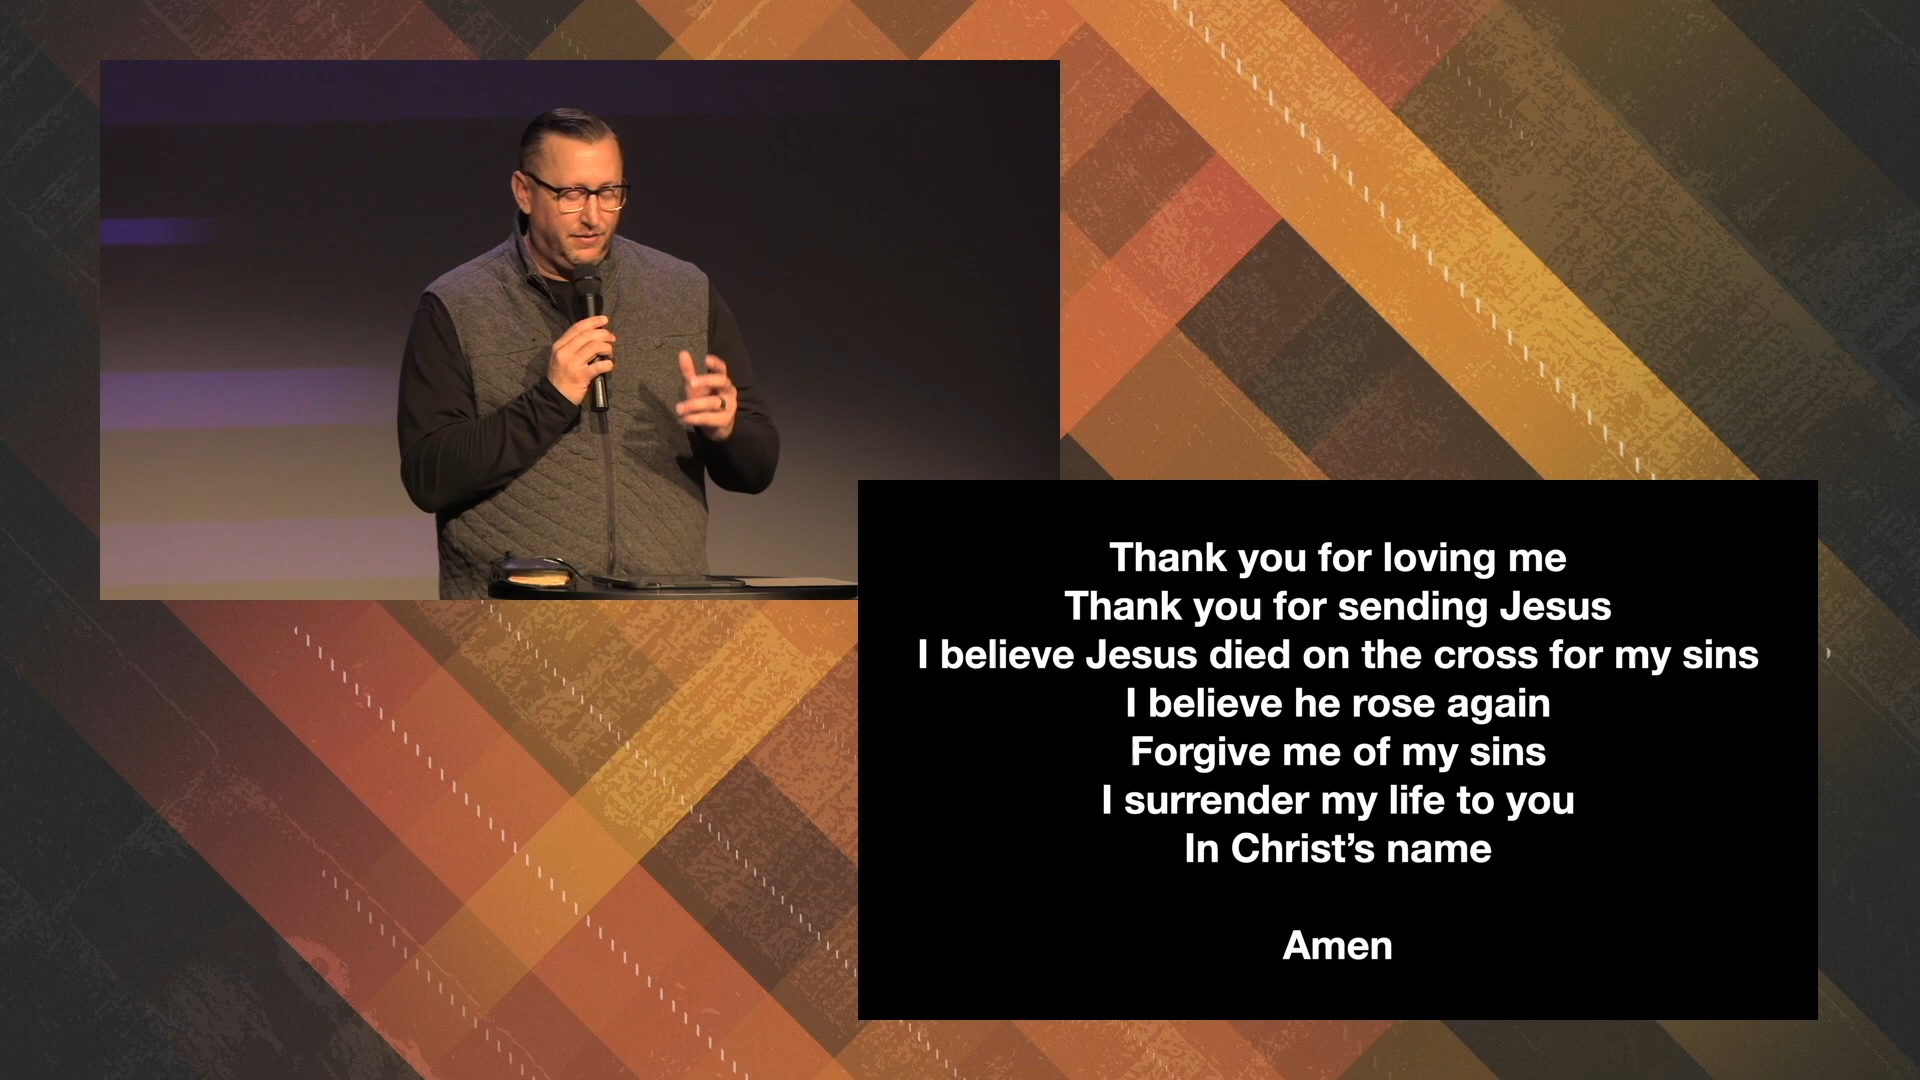 Thank you for loving me
Thank you for sending Jesus
I believe Jesus died on the cross for my sins
I believe he rose again
Forgive me of my sins
I surrender my life to you
In Christ’s name
Amen